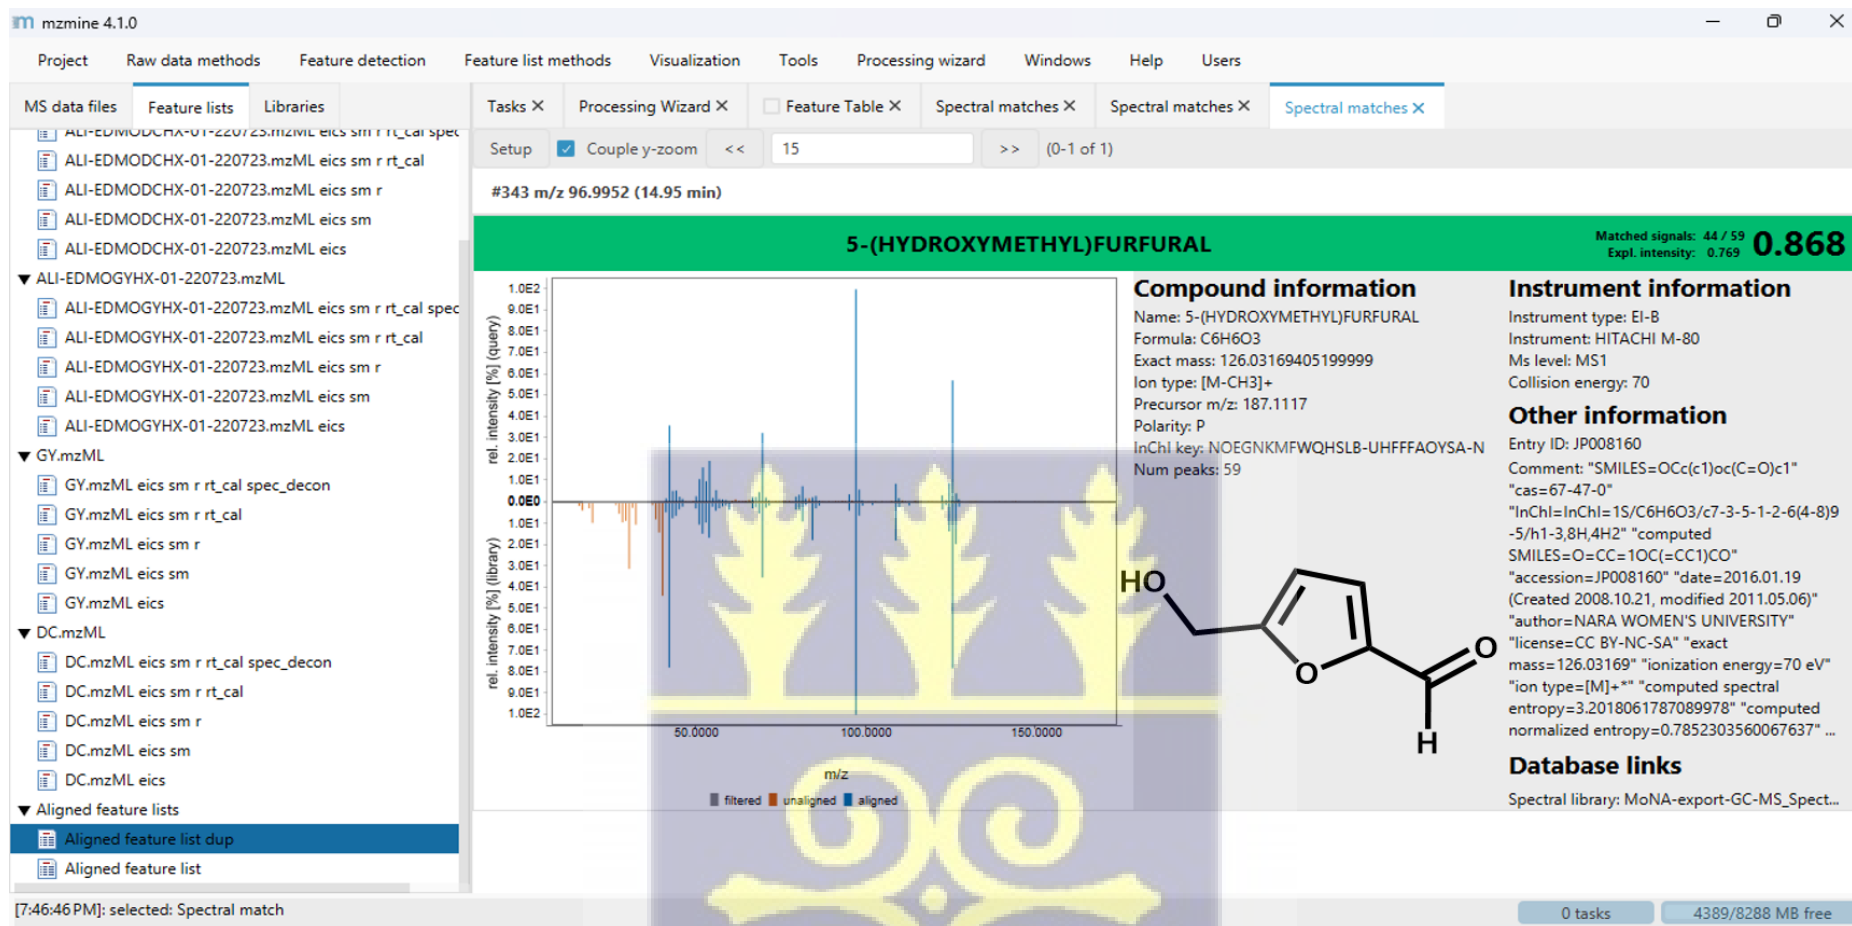 mzmine 4.1.0
Project Raw data methods Feature detection Feature list methods Visualization Tools Processing wizard Windows Help Users
MS data files Feature lists Libraries
ALI-EDMODCHX-01-220723.mzML eics sm r rt_cal spec
ALI-EDMODCHX-01-220723.mzML eics sm r rt_cal
ALI-EDMODCHX-01-220723.mzML eics sm r
ALI-EDMODCHX-01-220723.mzML eics sm
ALI-EDMODCHX-01-220723.mzML eics
ALI-EDMOGYHX-01-220723.mzML
ALI-EDMOGYHX-01-220723.mzML eics sm r rt_cal spec
ALI-EDMOGYHX-01-220723.mzML eics sm r rt_cal
ALI-EDMOGYHX-01-220723.mzML eics sm r
ALI-EDMOGYHX-01-220723.mzML eics sm
ALI-EDMOGYHX-01-220723.mzML eics
GY.mzML
GY.mzML eics sm r rt_cal spec_decon
GY.mzML eics sm r rt_cal
GY.mzML eics sm r
GY.mzML eics sm
GY.mzML eics
DC.mzML
DC.mzML eics sm r rt_cal spec_decon
DC.mzML eics sm r rt_cal
DC.mzML eics sm r
DC.mzML eics sm
DC.mzML eics
Aligned feature lists
Aligned feature list dup
Aligned feature list
Tasks Processing Wizard Feature Table Spectral matches Spectral matches Spectral matches
Setup Couple y-zoom << 15 >> (0-1 of 1)
#343 m/z 96.9952 (14.95 min)
5-(HYDROXYMETHYL)FURFURAL
Matched signals: 44 / 59
Expl. intensity: 0.769
0.868
rel. intensity [%] (query)
rel. intensity [%] (library)
1.0E2
9.0E1
8.0E1
7.0E1
6.0E1
5.0E1
4.0E1
3.0E1
2.0E1
1.0E1
0.0E0
1.0E1
2.0E1
3.0E1
4.0E1
5.0E1
6.0E1
7.0E1
8.0E1
9.0E1
1.0E2
50.0000 100.0000 150.0000
m/z
filtered unaligned aligned
Compound information
Name: 5-(HYDROXYMETHYL)FURFURAL
Formula: C6H6O3
Exact mass: 126.03169405199999
Ion type: [M-CH3]+
Precursor m/z: 187.1117
Polarity: P
InChI key: NOEGNKMFWQHSLB-UHFFFAOYSA-N
Num peaks: 59
HO
O
O
H
Instrument information
Instrument type: EI-B
Instrument: HITACHI M-80
Ms level: MS1
Collision energy: 70
Other information
Entry ID: JP008160
Comment: "SMILES=OCc(c1)oc(C=O)c1"
"cas=67-47-0"
"InChI=InChI=1S/C6H6O3/c7-3-5-1-2-6(4-8)9
-5/h1-3,8H,4H2" "computed
SMILES=O=CC=1OC(=CC1)CO"
"accession=JP008160" "date=2016.01.19
(Created 2008.10.21, modified 2011.05.06)"
"author=NARA WOMEN'S UNIVERSITY"
"license=CC BY-NC-SA" "exact
mass=126.03169" "ionization energy=70 eV"
"ion type=[M]+*" "computed spectral
entropy=3.2018061787089978" "computed
normalized entropy=0.7852303560067637" ...
Database links
Spectral library: MoNA-export-GC-MS_Spect...
[7:46:46 PM]: selected: Spectral match
0 tasks
4389/8288 MB free